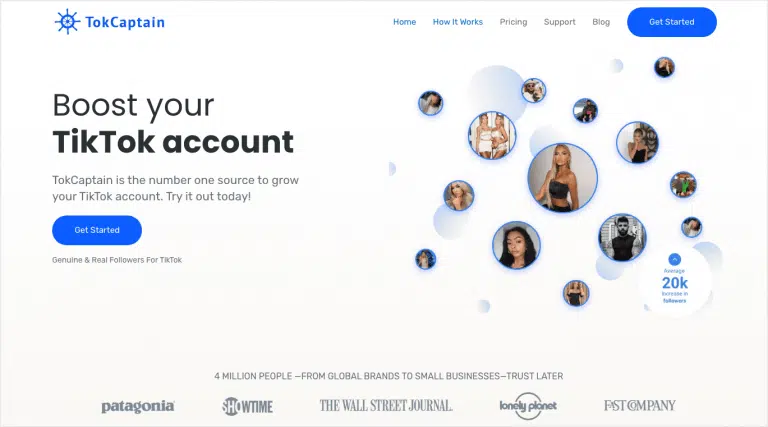 TokCaptain
Home How It Works Pricing Support Blog Get Started
Boost your
TikTok account
TokCaptain is the number one source to grow
your TikTok account. Try it out today!
Get Started
Genuine & Real Followers For TikTok
Average
20k
increase in
followers
4 MILLION PEOPLE —FROM GLOBAL BRANDS TO SMALL BUSINESSES—TRUST LATER
patagonia SHOWTIME THE WALL STREET JOURNAL. lonely planet FAST COMPANY